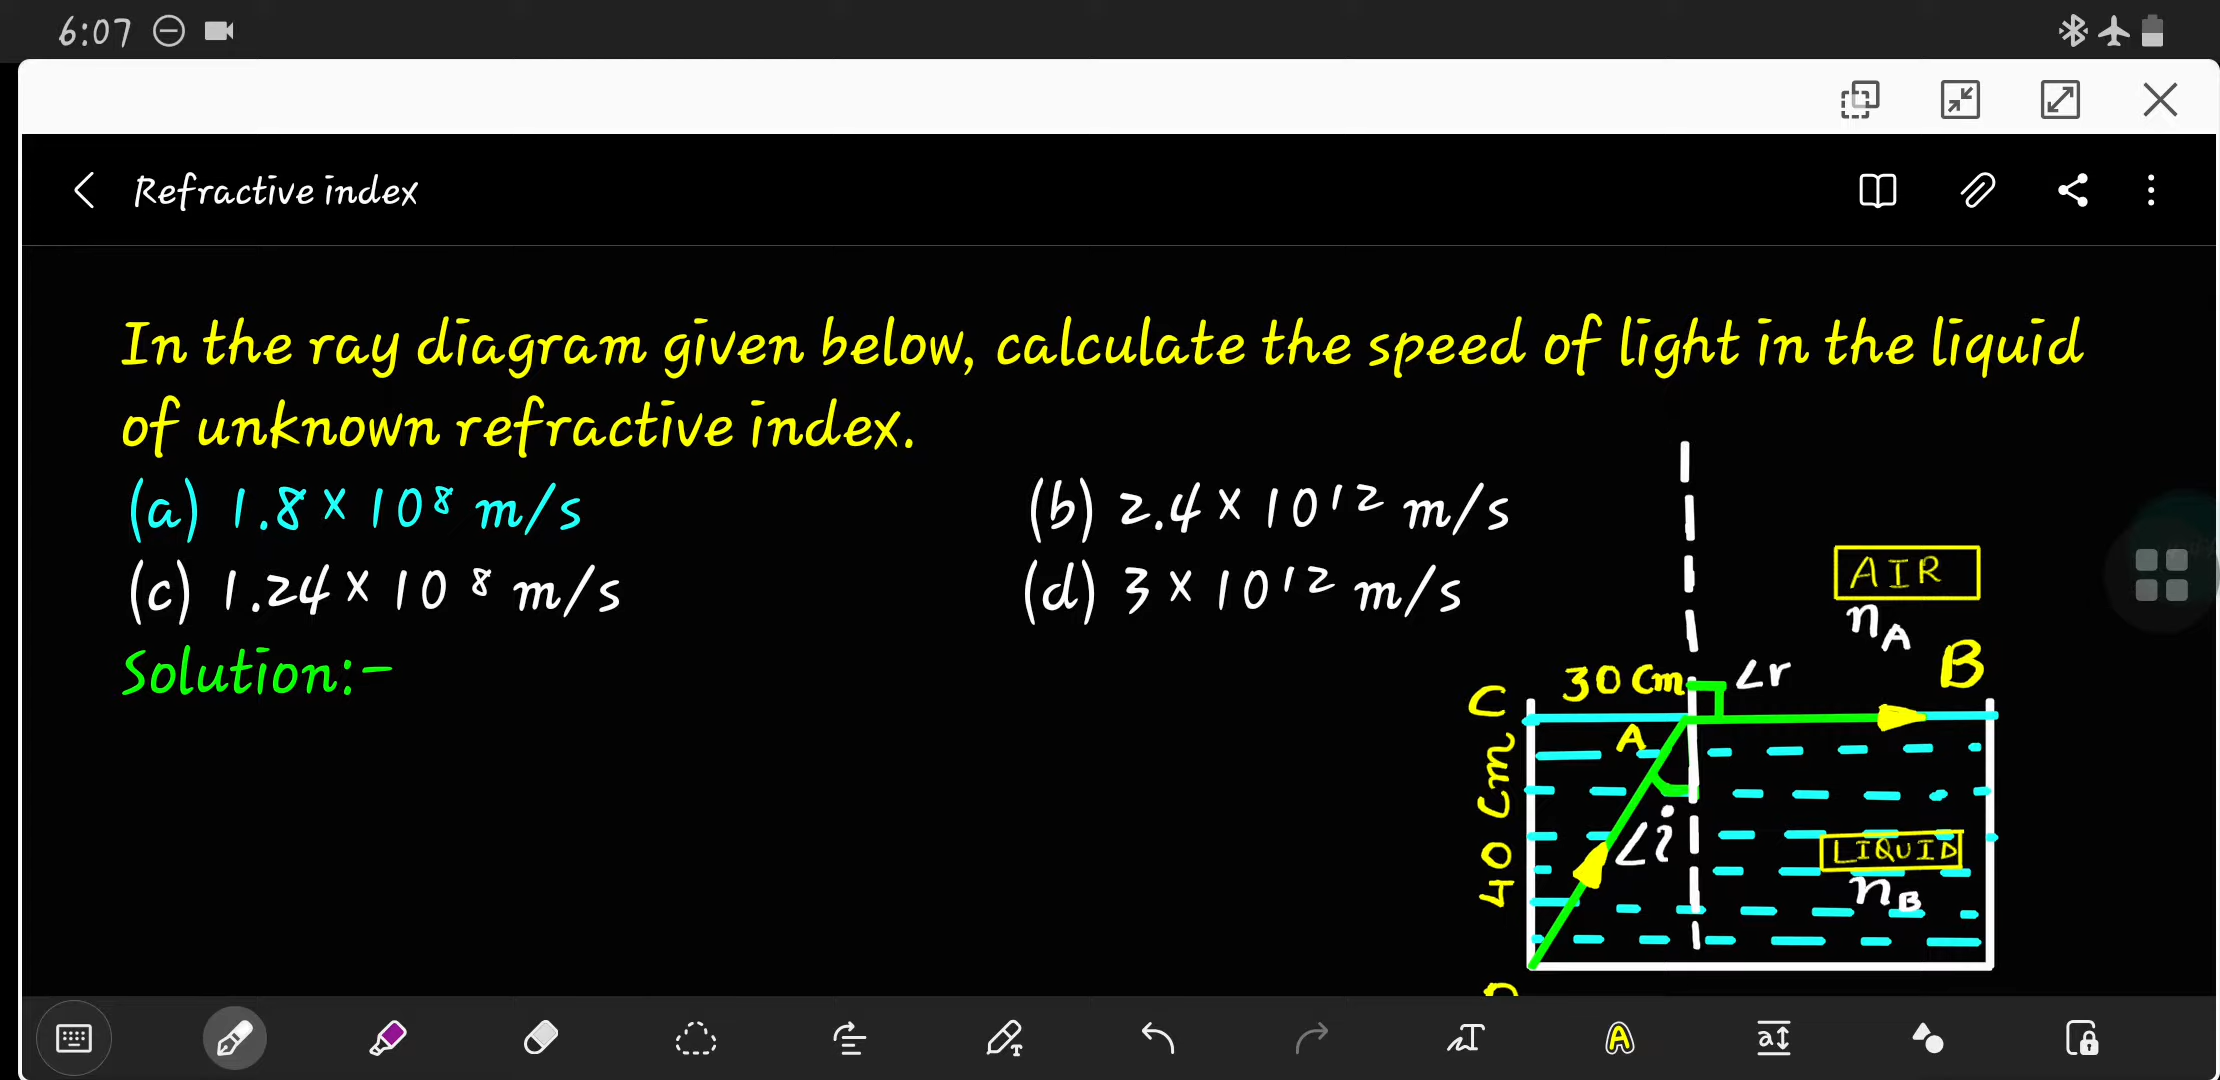 6:07
Refractive index
In the ray diagram given below, calculate the speed of light in the liquid
of unknown refractive index.
(a) 1.8 × 10⁸ m/s (b) 2.4 × 10¹² m/s
(c) 1.24 × 10⁸ m/s (d) 3 × 10¹² m/s
Solution:-
AIR
nA
C 30 cm ∠r B
A
40 cm
∠i
LIQUID
nB